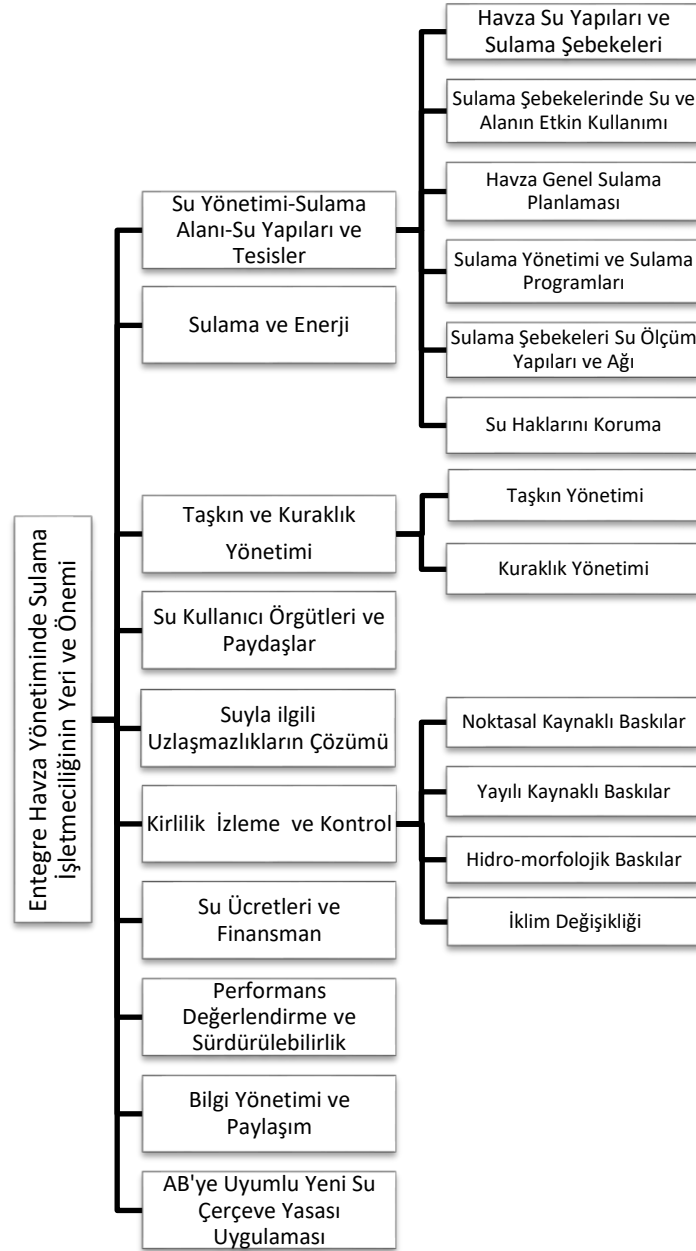 Entegre Havza Yönetiminde Sulama
İşletmeciliğinin Yeri ve Önemi
Su Yönetimi-Sulama
Alanı-Su Yapıları ve
Tesisler
Havza Su Yapıları ve
Sulama Şebekeleri
Sulama Şebekelerinde Su ve
Alanın Etkin Kullanımı
Havza Genel Sulama
Planlaması
Sulama Yönetimi ve Sulama
Programları
Sulama Şebekeleri Su Ölçüm
Yapıları ve Ağı
Su Haklarını Koruma
Sulama ve Enerji
Taşkın ve Kuraklık
Yönetimi
Taşkın Yönetimi
Kuraklık Yönetimi
Su Kullanıcı Örgütleri ve
Paydaşlar
Suyla ilgili
Uzlaşmazlıkların Çözümü
Kirlilik İzleme ve Kontrol
Noktasal Kaynaklı Baskılar
Yayılı Kaynaklı Baskılar
Hidro-morfolojik Baskılar
İklim Değişikliği
Su Ücretleri ve
Finansman
Performans
Değerlendirme ve
Sürdürülebilirlik
Bilgi Yönetimi ve
Paylaşım
AB'ye Uyumlu Yeni Su
Çerçeve Yasası
Uygulaması